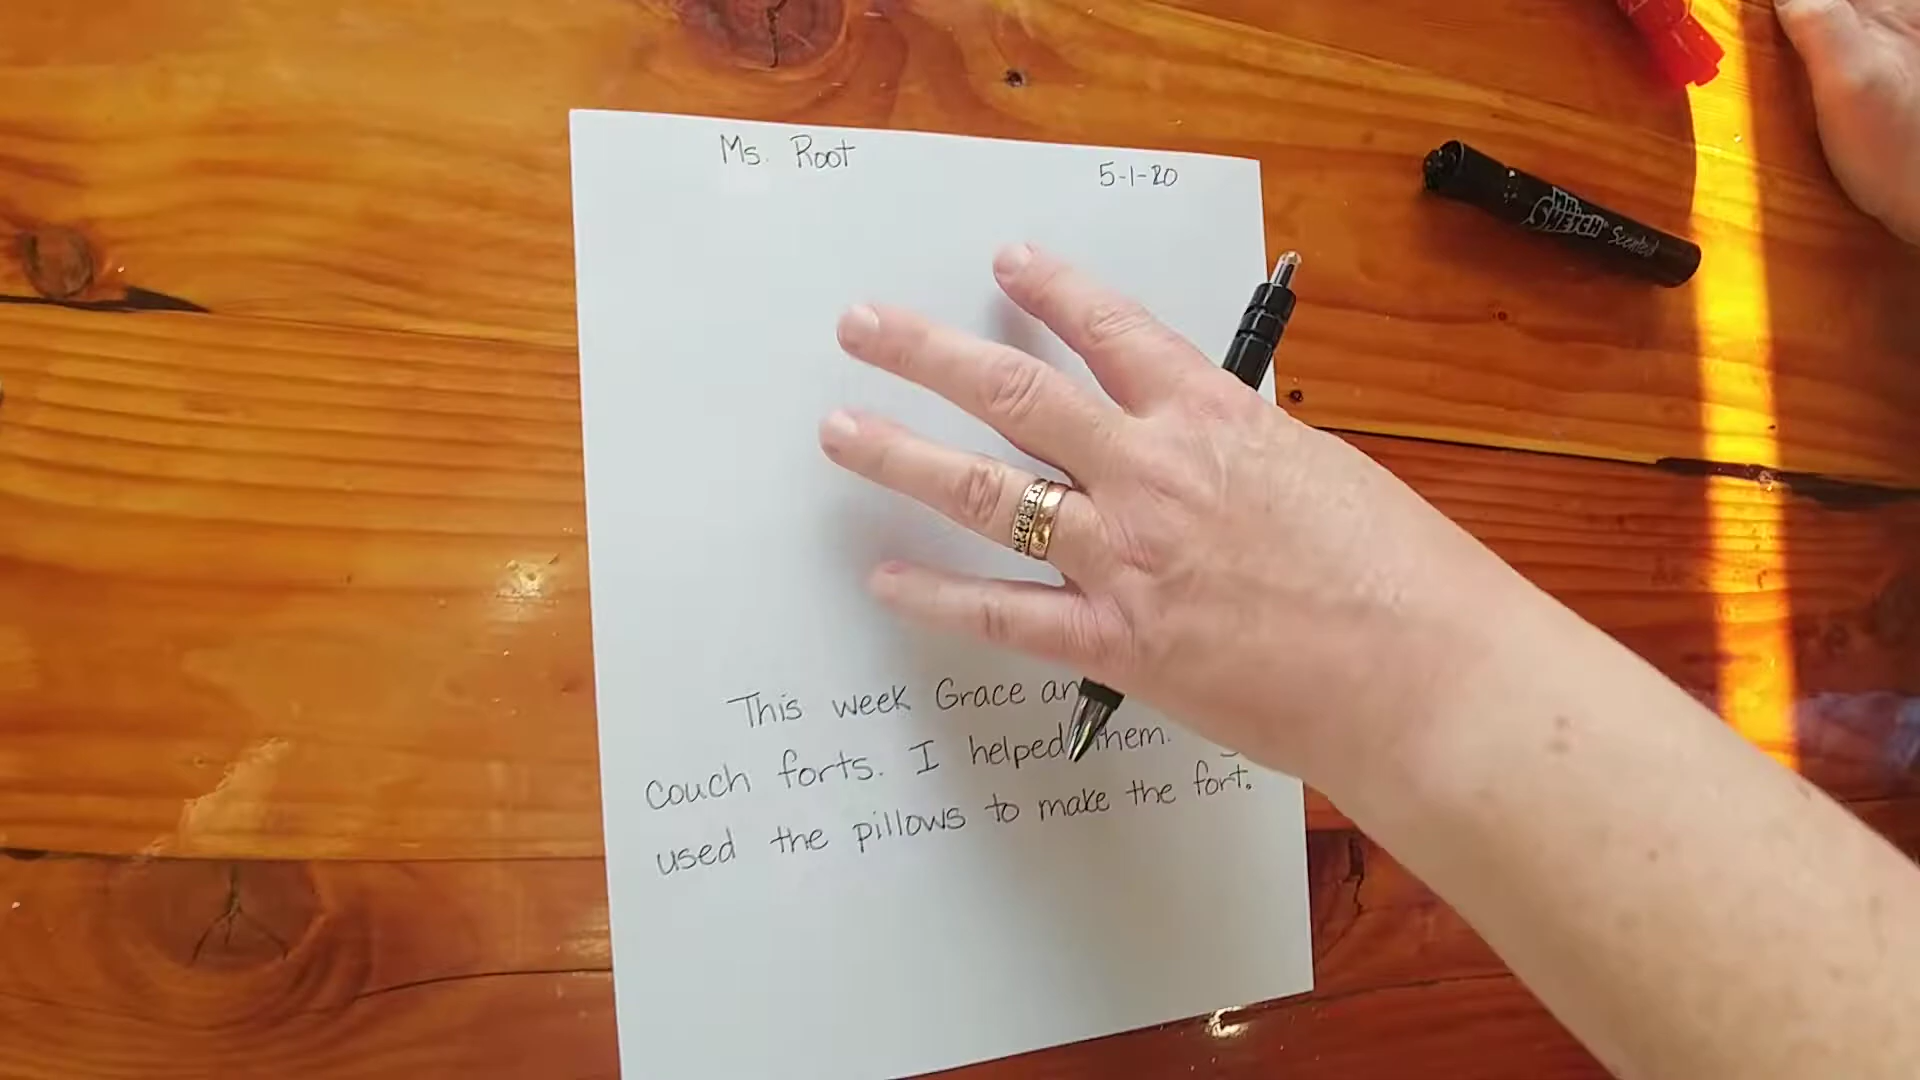 Ms. Root
5-1-20
MR. SKETCH® Scented
This week Grace
couch forts. I helped them.
used the pillows to make the fort.